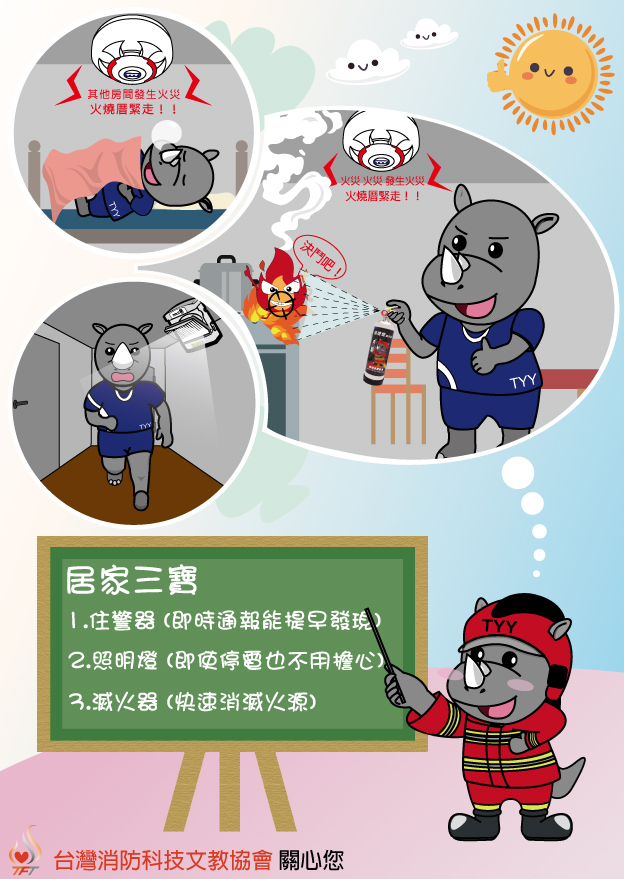 其他房間發生火災
火燒厝緊走！！
火災 火災 發生火災
火燒厝緊走！！
決鬥吧！
TYY
TYY
TYY
TYY
居家三寶
1.住警器 (即時通報能提早發現)
2.照明燈 (即使停電也不用擔心)
3.滅火器 (快速消滅火源)
TFT
台灣消防科技文教協會 關心您